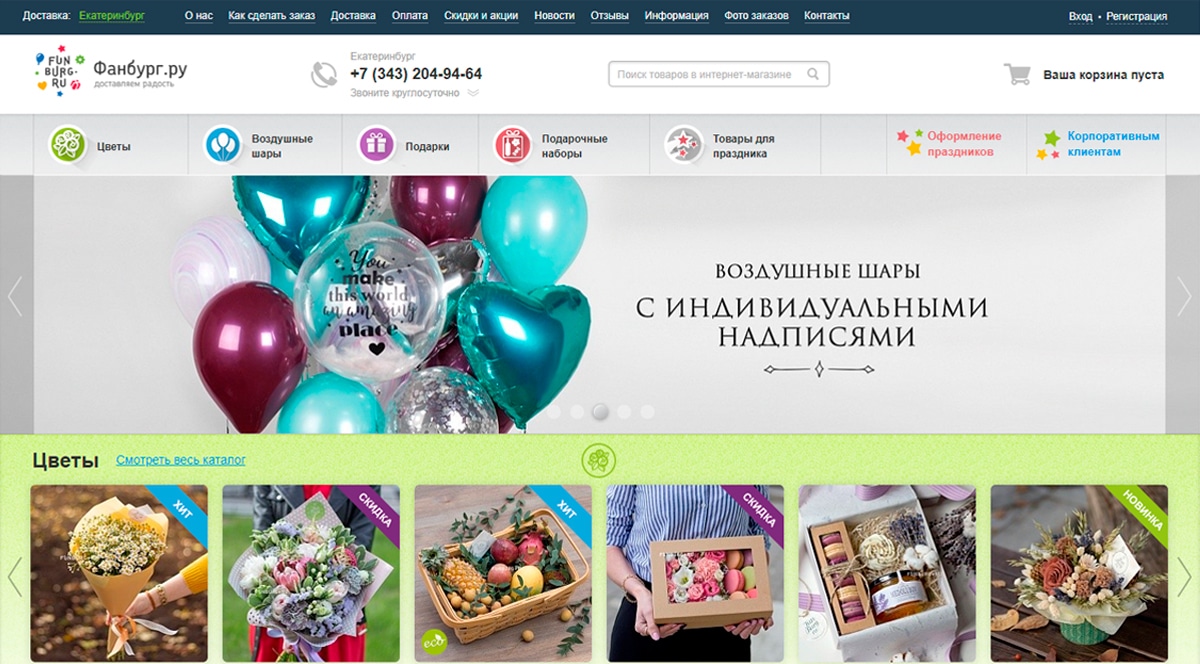 Доставка: Екатеринбург О нас Как сделать заказ Доставка Оплата Скидки и акции Новости Отзывы Информация Фото заказов Контакты Вход • Регистрация
FUN
BURG.
RU
Фанбург.ру
доставляем радость
Екатеринбург
+7 (343) 204-94-64
Звоните круглосуточно
Поиск товаров в интернет-магазине
Ваша корзина пуста
Цветы
Воздушные
шары
Подарки
Подарочные
наборы
Товары для
праздника
Оформление
праздников
Корпоративным
клиентам
You
make
this world
an amazing
place
ВОЗДУШНЫЕ ШАРЫ
С ИНДИВИДУАЛЬНЫМИ
НАДПИСЯМИ
Цветы Смотреть весь каталог
ХИТ
СКИДКА
ХИТ
СКИДКА
НОВИНКА
eco